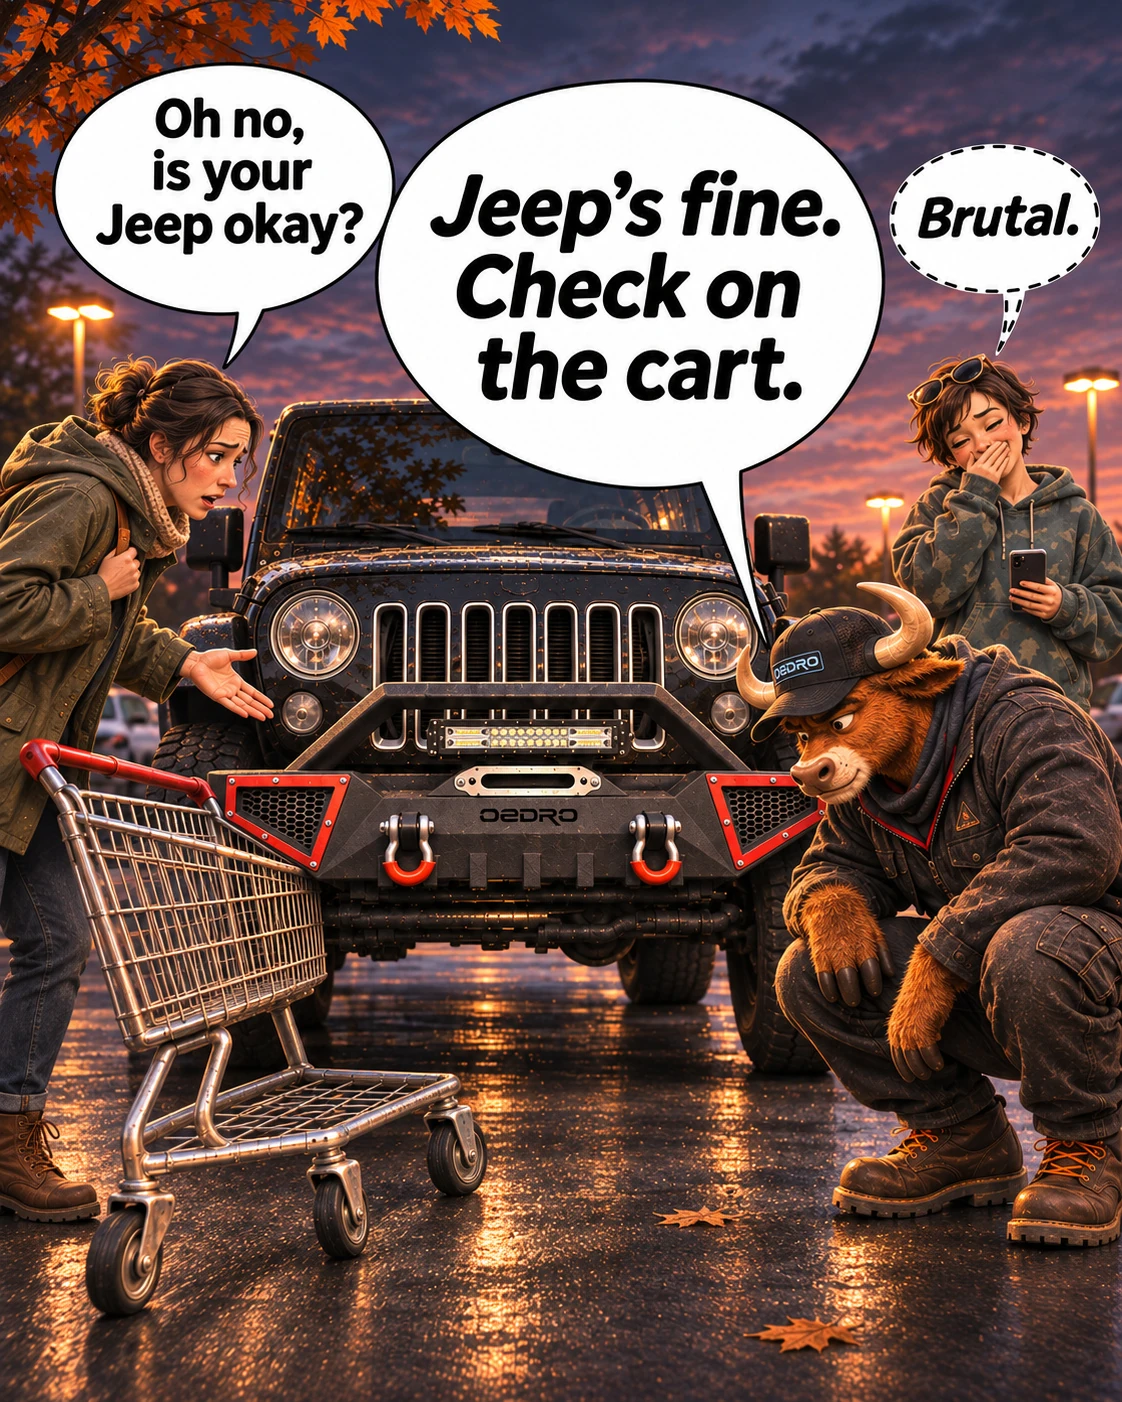 Oh no,
is your
Jeep okay?
Jeep's fine.
Check on
the cart.
Brutal.
OEDRO
OEDRO